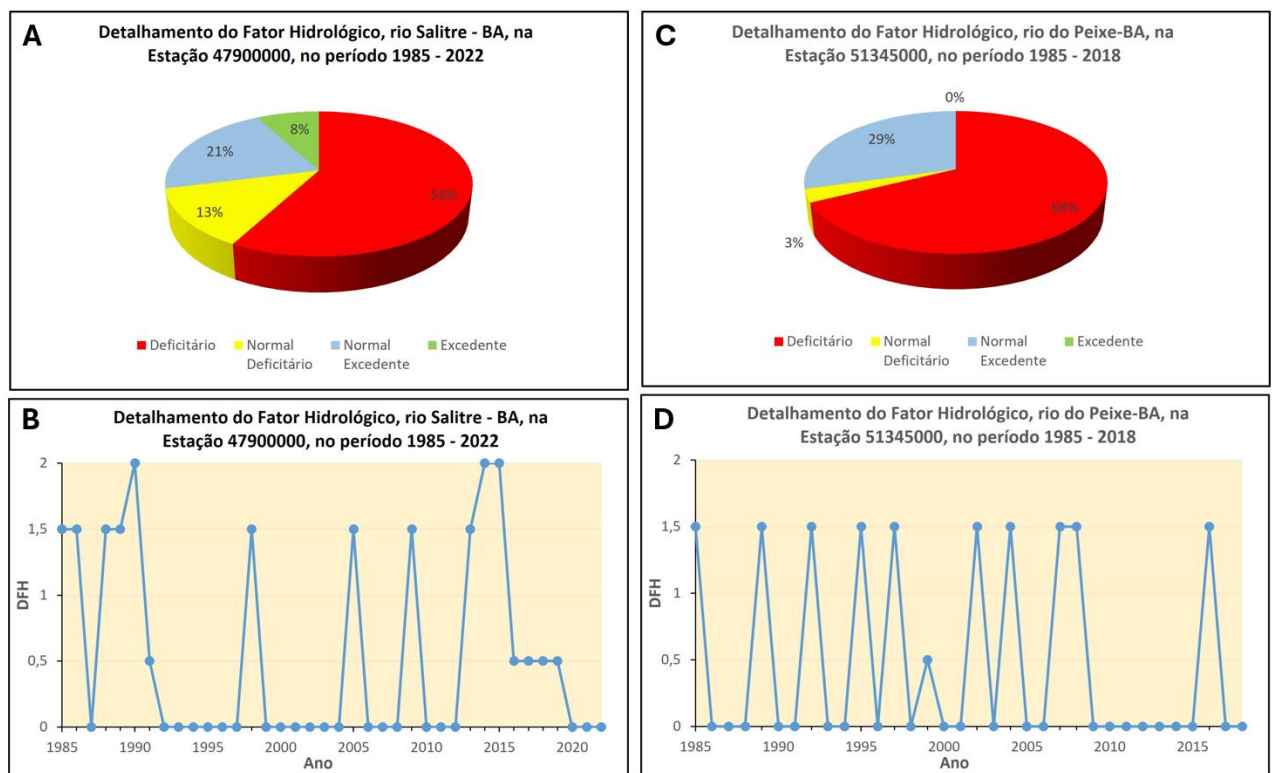 A
Detalhamento do Fator Hidrológico, rio Salitre - BA, na
Estação 47900000, no período 1985 - 2022
8%
21%
58%
13%
Deficitário
Normal
Deficitário
Normal
Excedente
Excedente
C
Detalhamento do Fator Hidrológico, rio do Peixe-BA, na
Estação 51345000, no período 1985 - 2018
0%
29%
68%
3%
Deficitário
Normal
Deficitário
Normal
Excedente
Excedente
B
Detalhamento do Fator Hidrológico, rio Salitre - BA, na
Estação 47900000, no período 1985 - 2022
2
1,5
1
0,5
0
DFH
1985 1990 1995 2000 2005 2010 2015 2020
Ano
D
Detalhamento do Fator Hidrológico, rio do Peixe-BA, na
Estação 51345000, no período 1985 - 2018
2
1,5
1
0,5
0
DFH
1985 1990 1995 2000 2005 2010 2015
Ano